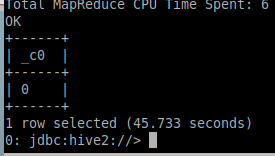 Total MapReduce CPU Time Spent: 6
OK
+------+
| _c0  |
+------+
| 0    |
+------+
1 row selected (45.733 seconds)
0: jdbc:hive2://>